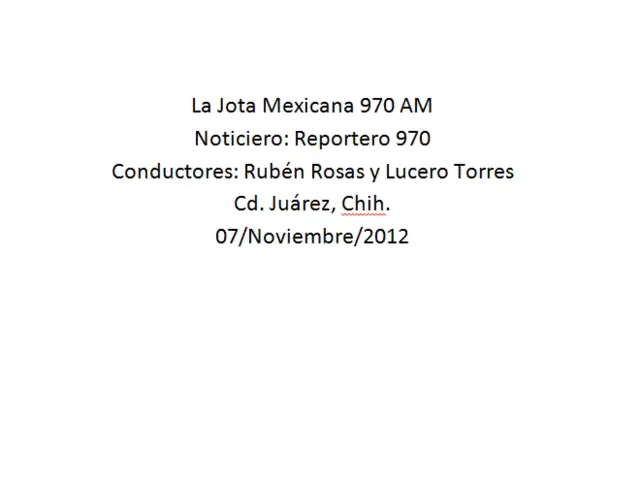 La Jota Mexicana 970 AM
Noticiero: Reportero 970
Conductores: Rubén Rosas y Lucero Torres
Cd. Juárez, Chih.
07/Noviembre/2012